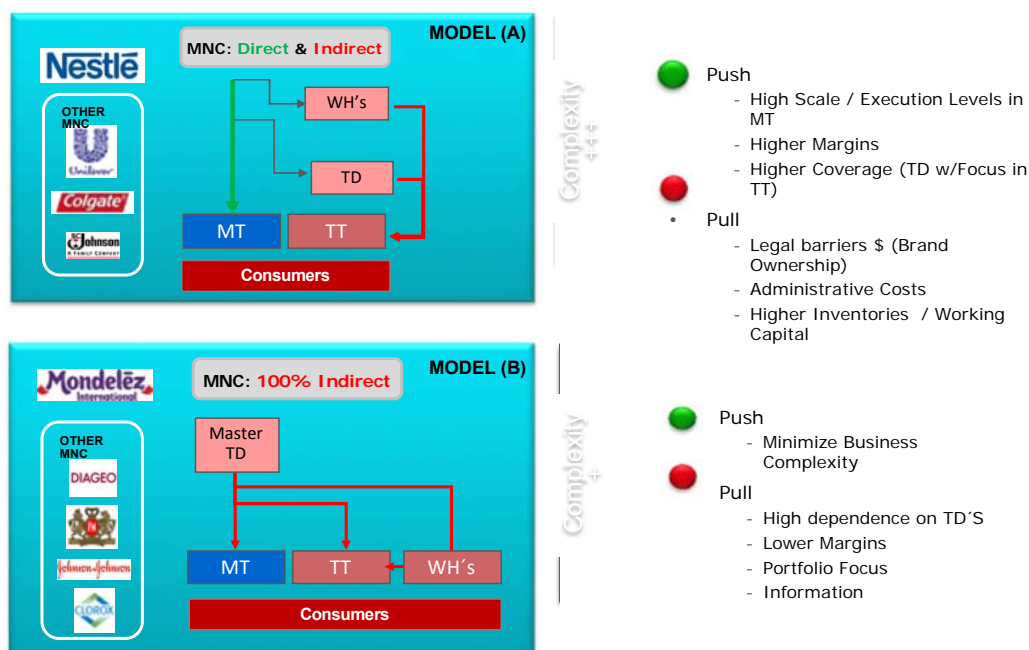 MODEL (A)
MNC: Direct & Indirect
Nestlé
OTHER
MNC
Unilever
Colgate
Johnson
A FAMILY COMPANY
WH's
TD
MT
TT
Consumers
Complexity
+++
Push
- High Scale / Execution Levels in
MT
- Higher Margins
- Higher Coverage (TD w/Focus in
TT)
• Pull
- Legal barriers $ (Brand
Ownership)
- Administrative Costs
- Higher Inventories / Working
Capital
MODEL (B)
MNC: 100% Indirect
Mondelēz
International
OTHER
MNC
DIAGEO
Johnson&Johnson
CLOROX
Master
TD
MT
TT
WH´s
Consumers
Complexity
+
Push
- Minimize Business
Complexity
Pull
- High dependence on TD´S
- Lower Margins
- Portfolio Focus
- Information